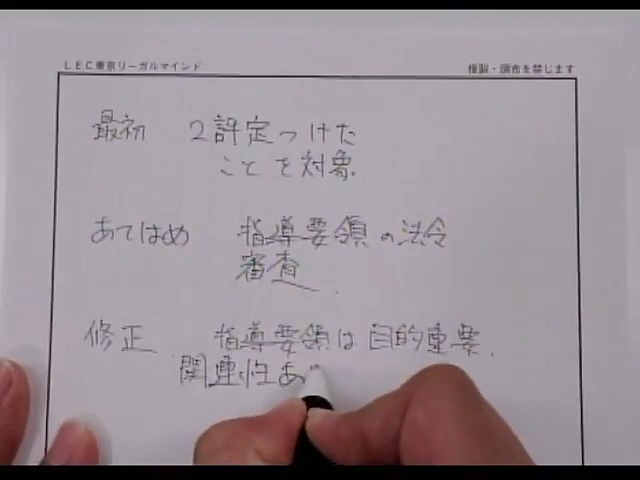 LEC東京リーガルマインド 複製・頒布を禁じます
最初 2評定つけた
ことを対象
あてはめ 指導要領の法令
審査
修正 指導要領は目的重要、
関連性あ